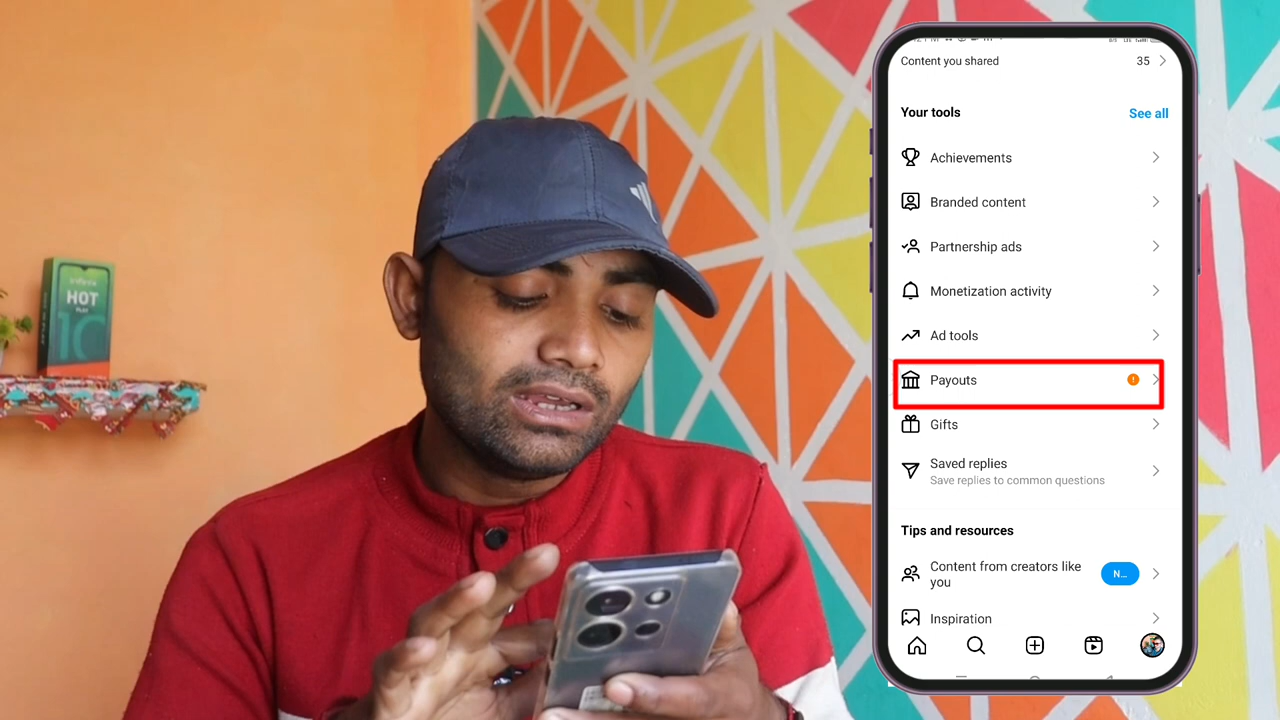 Content you shared 35
Your tools See all
Achievements
Branded content
Partnership ads
Monetization activity
Ad tools
Payouts !
Gifts
Saved replies
Save replies to common questions
Tips and resources
Content from creators like you N...
Inspiration
HOT
PLAY
10